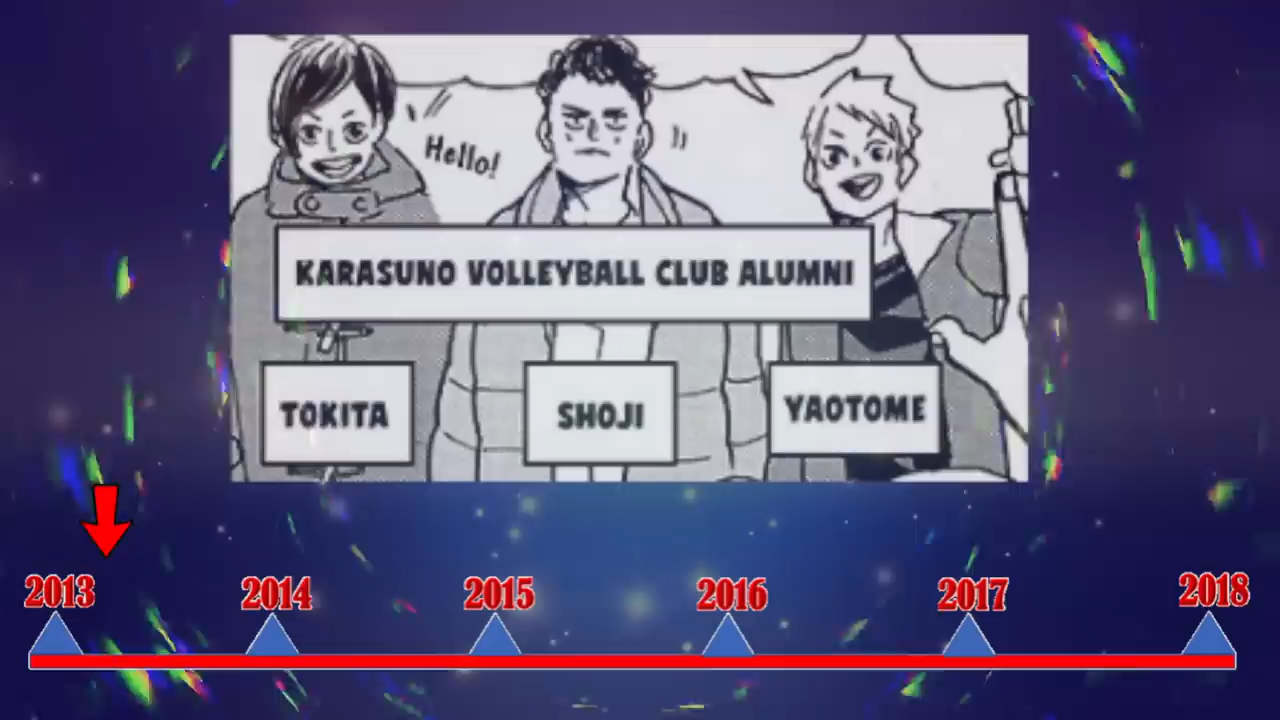 Hello!
KARASUNO VOLLEYBALL CLUB ALUMNI
TOKITA
SHOJI
YAOTOME
2013
2014
2015
2016
2017
2018